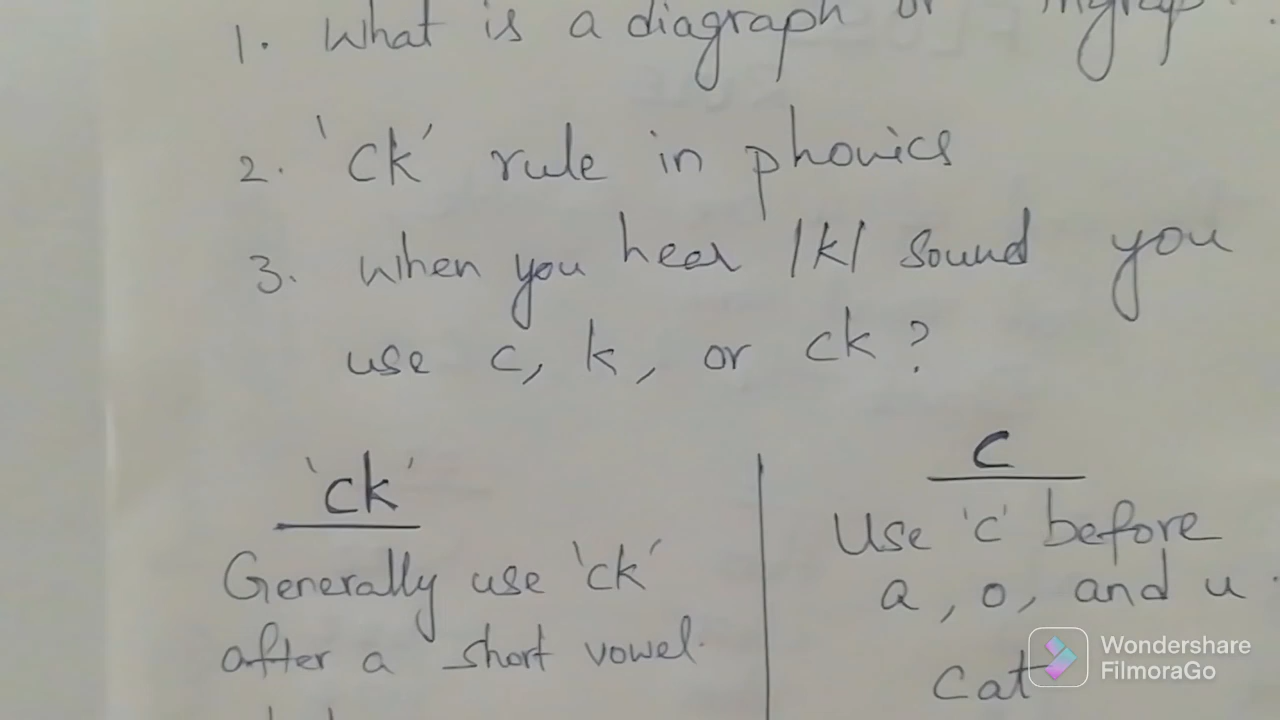 1. What is a diagraph or
2. 'ck' rule in phonics
3. When you hear /k/ sound you
use c, k, or ck?
'ck'
Generally use 'ck'
after a short vowel.
c
Use 'c' before
a, o, and u.
cat
Wondershare
FilmoraGo